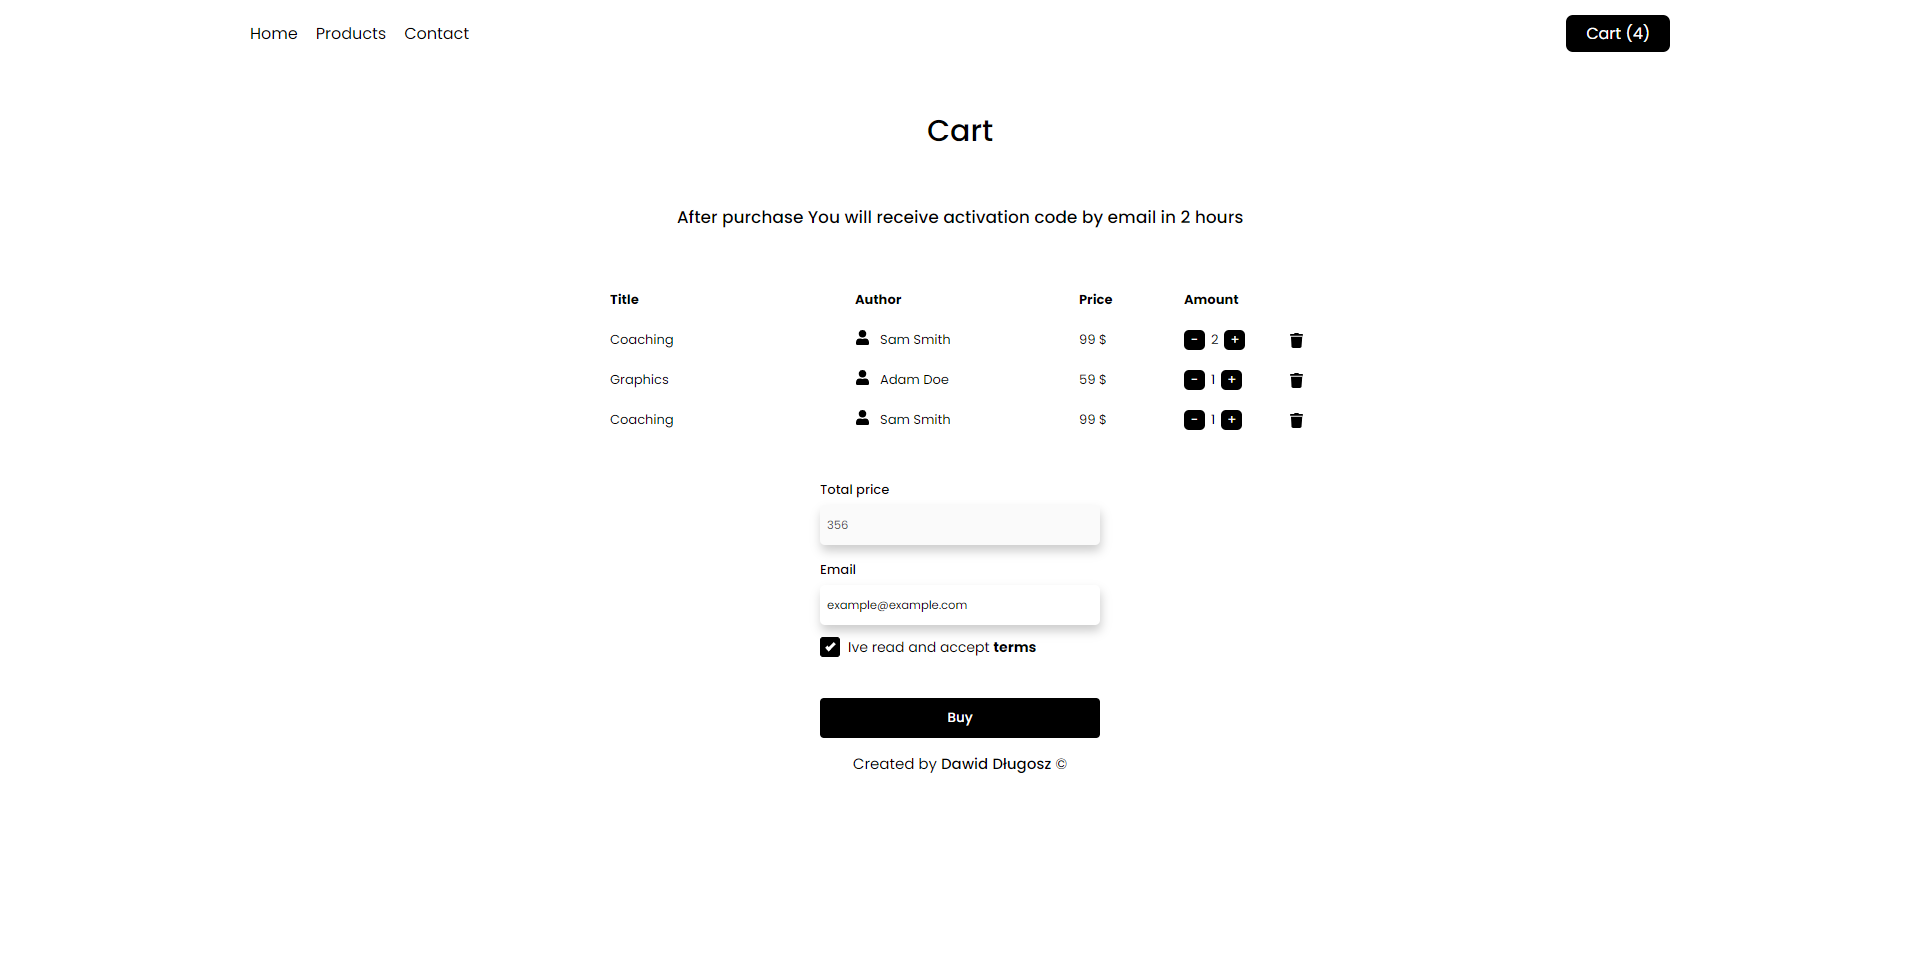 Home Products Contact Cart (4)
Cart
After purchase You will receive activation code by email in 2 hours
Title Author Price Amount
Coaching Sam Smith 99 $ - 2 +
Graphics Adam Doe 59 $ - 1 +
Coaching Sam Smith 99 $ - 1 +
Total price
356
Email
example@example.com
Ive read and accept terms
Buy
Created by Dawid Długosz ©